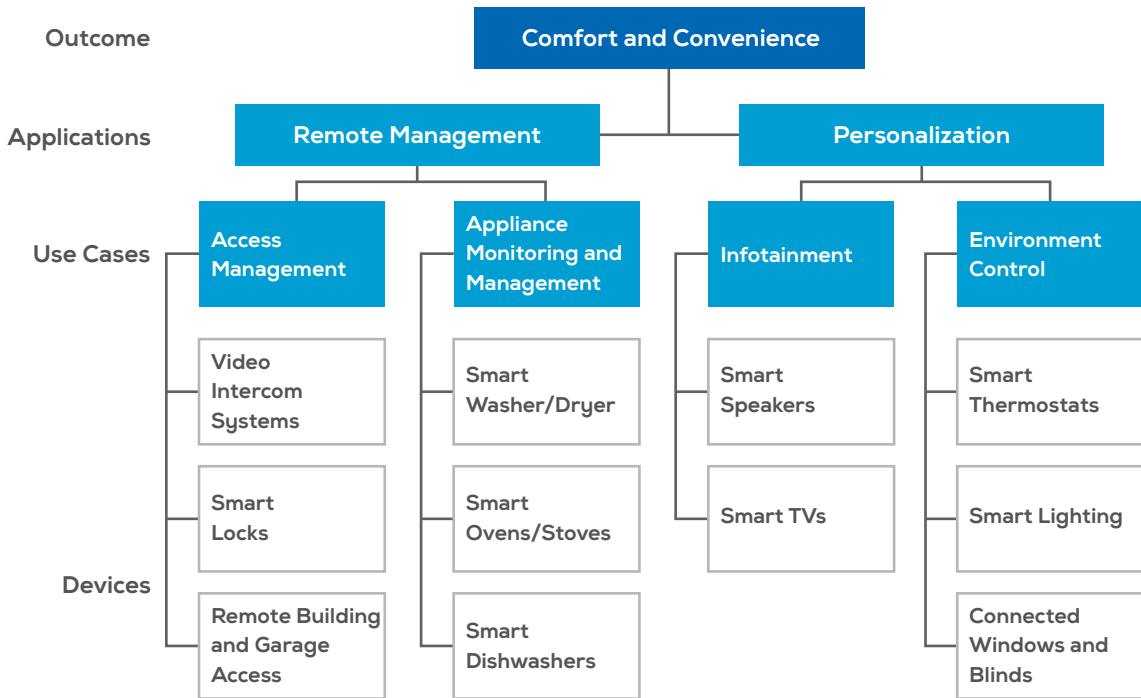 Outcome
Comfort and Convenience
Applications
Remote Management
Personalization
Use Cases
Access
Management
Appliance
Monitoring and
Management
Infotainment
Environment
Control
Video
Intercom
Systems
Smart
Washer/Dryer
Smart
Speakers
Smart
Thermostats
Smart
Locks
Smart
Ovens/Stoves
Smart TVs
Smart Lighting
Devices
Remote Building
and Garage
Access
Smart
Dishwashers
Connected
Windows and
Blinds